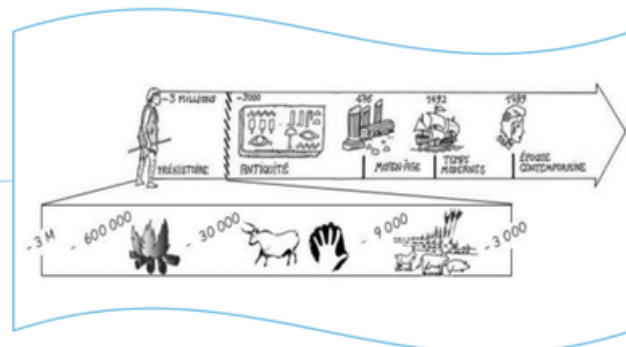 -3 MILLIONS
-3000
476
1492
1789
PRÉHISTOIRE
ANTIQUITÉ
MOYEN-ÂGE
TEMPS
MODERNES
ÉPOQUE
CONTEMPORAINE
-3 M
-600 000
-30 000
-9 000
-3 000